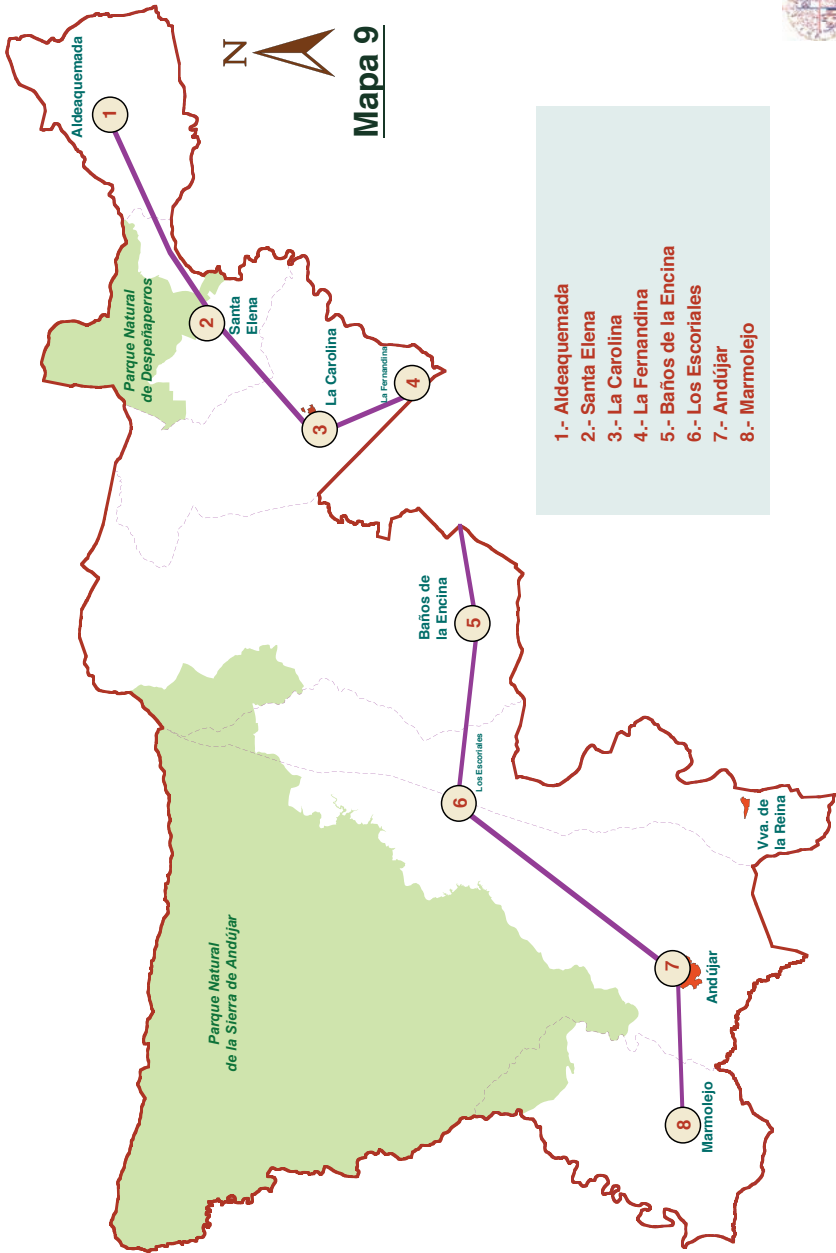 N
Mapa 9
Aldeaquemada
1
Parque Natural
de Despeñaperros
2
Santa
Elena
3
La Carolina
La Fernandina
4
Baños de
la Encina
5
Los Escoriales
6
Parque Natural
de la Sierra de Andújar
7
Andújar
Vva. de
la Reina
8
Marmolejo
1.- Aldeaquemada
2.- Santa Elena
3.- La Carolina
4.- La Fernandina
5.- Baños de la Encina
6.- Los Escoriales
7.- Andújar
8.- Marmolejo